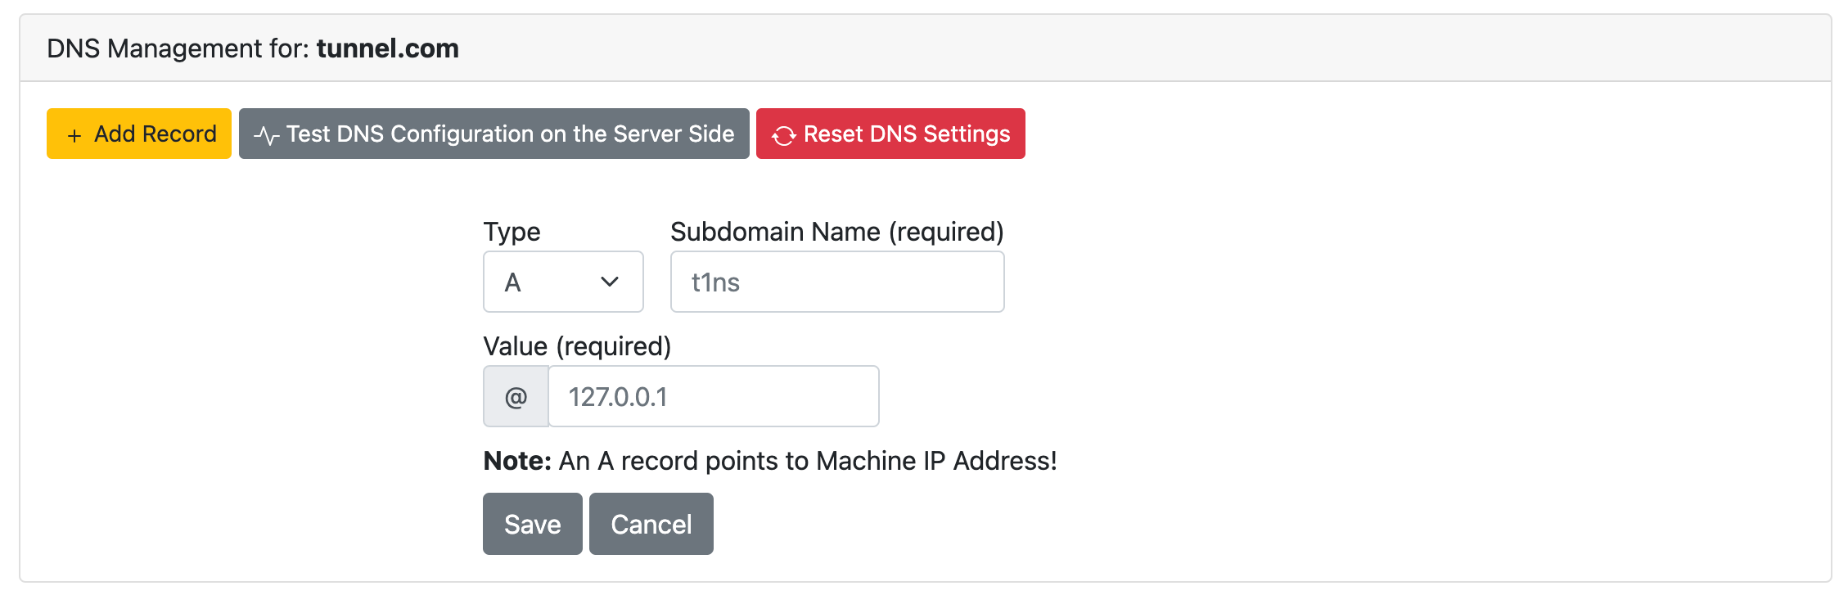 DNS Management for: tunnel.com
+ Add Record Test DNS Configuration on the Server Side Reset DNS Settings
Type Subdomain Name (required)
A t1ns
Value (required)
@ 127.0.0.1
Note: An A record points to Machine IP Address!
Save Cancel